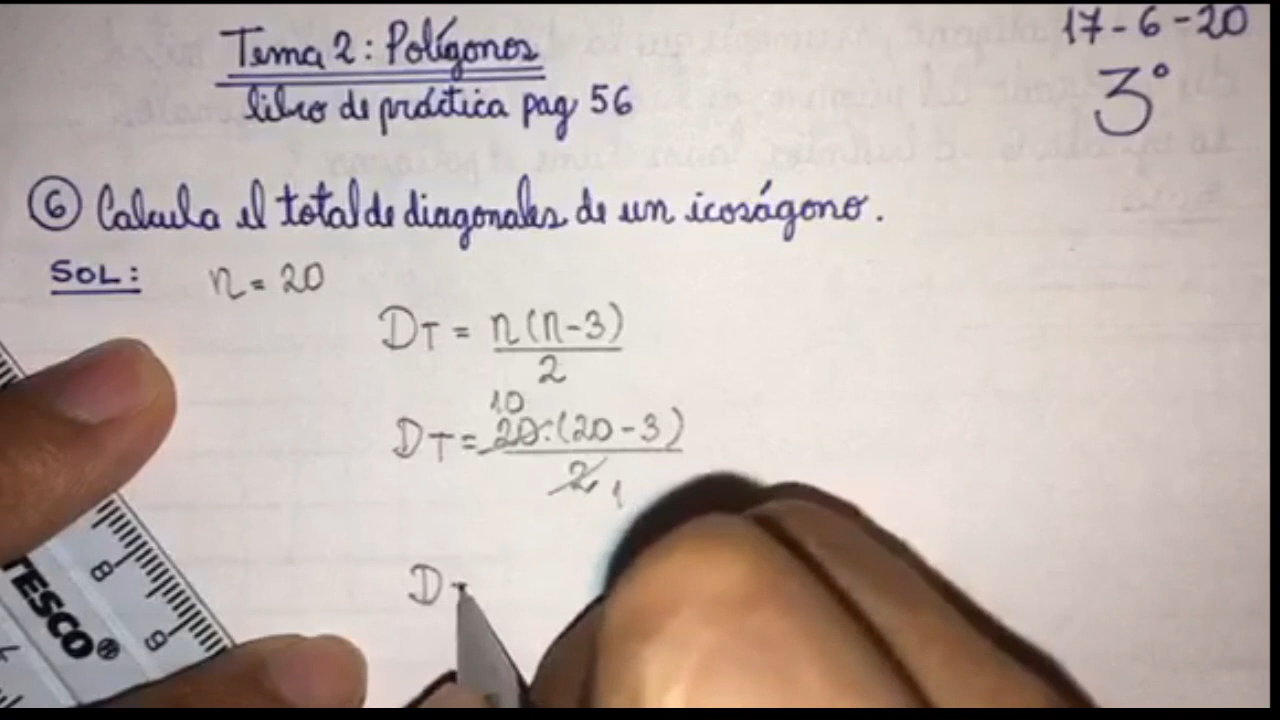 17-6-20
Tema 2: Polígonos
3°
libro de práctica pag 56
6 Calcula el total de diagonales de un icoságono.
SOL: n = 20
DT = n(n-3)
2
10
DT = 20·(20-3)
2 1
D
8
9
TESCO®